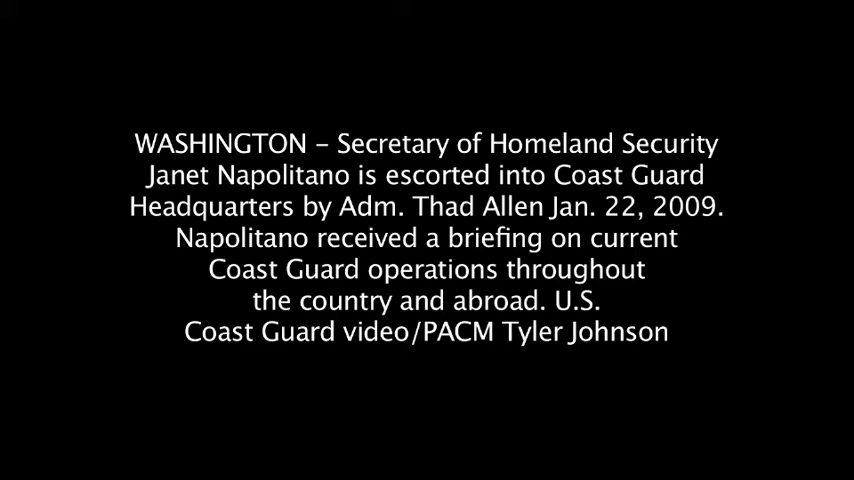 WASHINGTON – Secretary of Homeland Security
Janet Napolitano is escorted into Coast Guard
Headquarters by Adm. Thad Allen Jan. 22, 2009.
Napolitano received a briefing on current
Coast Guard operations throughout
the country and abroad. U.S.
Coast Guard video/PACM Tyler Johnson